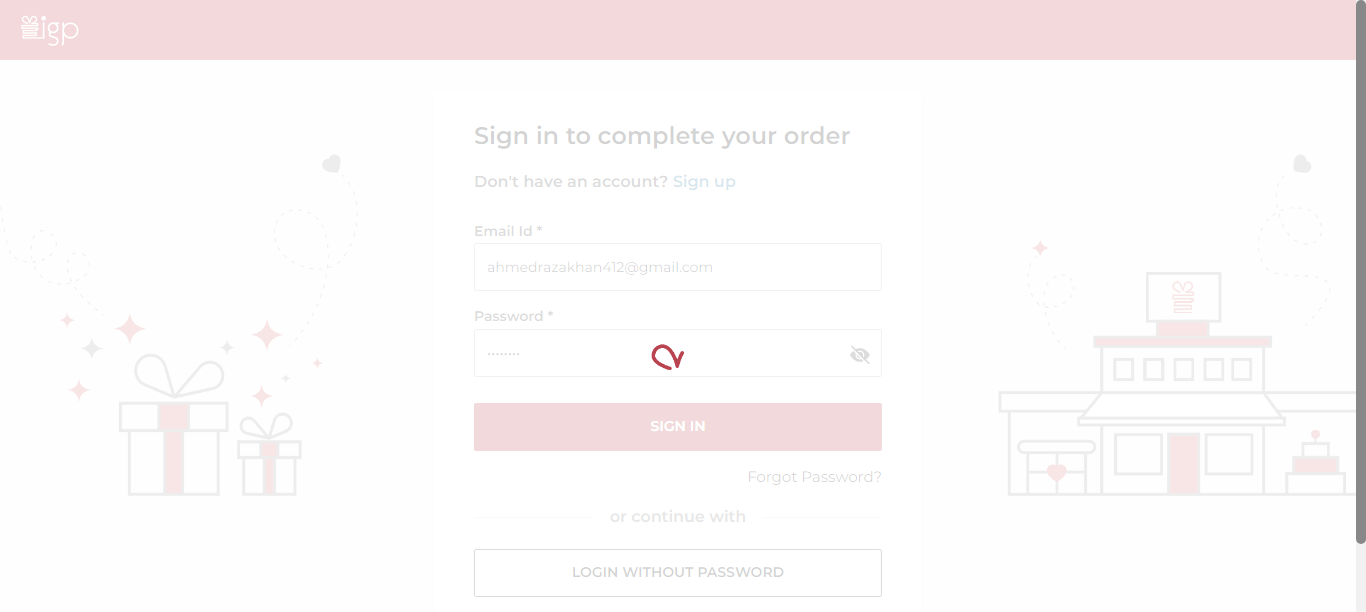 igp
Sign in to complete your order
Don't have an account? Sign up
Email Id *
ahmedrazakhan412@gmail.com
Password *
········
SIGN IN
Forgot Password?
or continue with
LOGIN WITHOUT PASSWORD